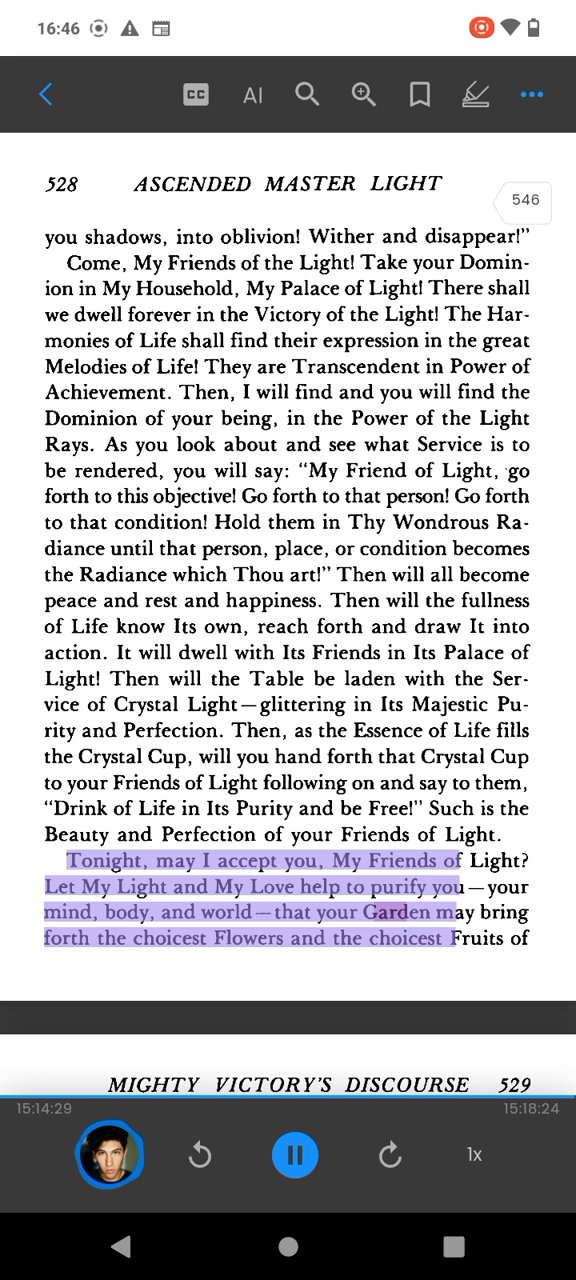 16:46
CC
AI
528 ASCENDED MASTER LIGHT
546
you shadows, into oblivion! Wither and disappear!”
Come, My Friends of the Light! Take your Domin-
ion in My Household, My Palace of Light! There shall
we dwell forever in the Victory of the Light! The Har-
monies of Life shall find their expression in the great
Melodies of Life! They are Transcendent in Power of
Achievement. Then, I will find and you will find the
Dominion of your being, in the Power of the Light
Rays. As you look about and see what Service is to
be rendered, you will say: “My Friend of Light, go
forth to this objective! Go forth to that person! Go forth
to that condition! Hold them in Thy Wondrous Ra-
diance until that person, place, or condition becomes
the Radiance which Thou art!” Then will all become
peace and rest and happiness. Then will the fullness
of Life know Its own, reach forth and draw It into
action. It will dwell with Its Friends in Its Palace of
Light! Then will the Table be laden with the Ser-
vice of Crystal Light—glittering in Its Majestic Pu-
rity and Perfection. Then, as the Essence of Life fills
the Crystal Cup, will you hand forth that Crystal Cup
to your Friends of Light following on and say to them,
“Drink of Life in Its Purity and be Free!” Such is the
Beauty and Perfection of your Friends of Light.
Tonight, may I accept you, My Friends of Light?
Let My Light and My Love help to purify you—your
mind, body, and world—that your Garden may bring
forth the choicest Flowers and the choicest Fruits of
MIGHTY VICTORY'S DISCOURSE 529
15:14:29 15:18:24
1x